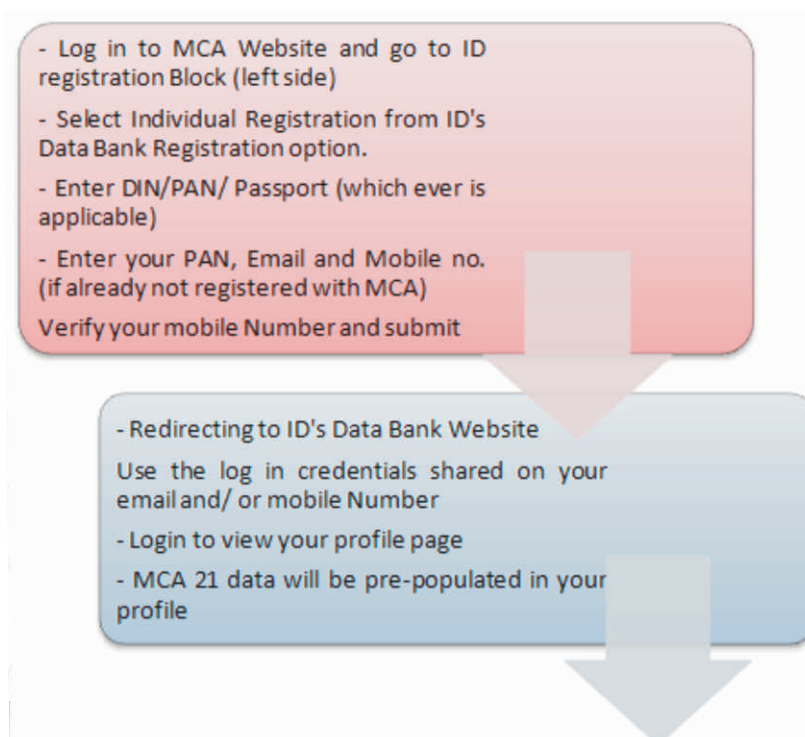 - Log in to MCA Website and go to ID
registration Block (left side)
- Select Individual Registration from ID's
Data Bank Registration option.
- Enter DIN/PAN/ Passport (which ever is
applicable)
- Enter your PAN, Email and Mobile no.
(if already not registered with MCA)
Verify your mobile Number and submit
- Redirecting to ID's Data Bank Website
Use the log in credentials shared on your
email and/ or mobile Number
- Login to view your profile page
- MCA 21 data will be pre-populated in your
profile